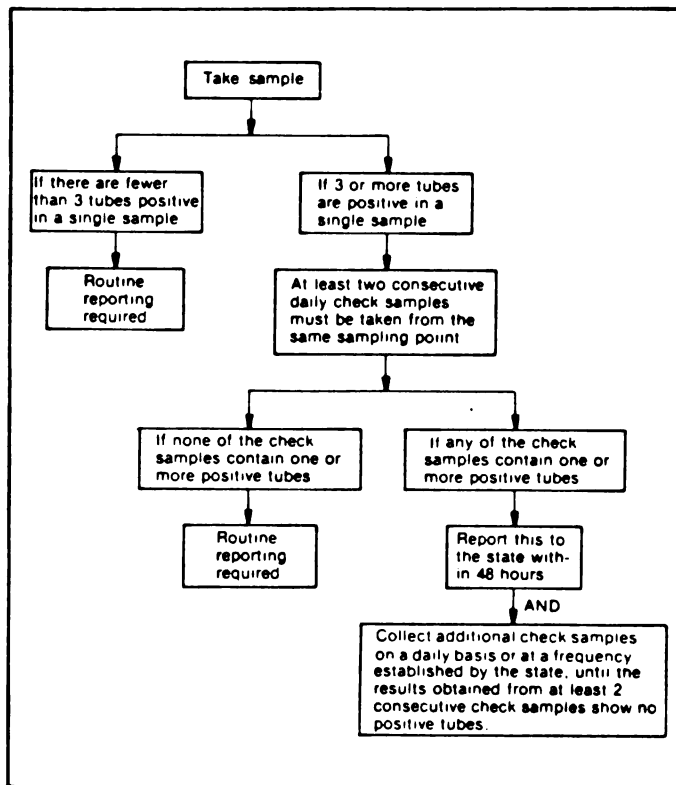 Take sample
If there are fewer
than 3 tubes positive
in a single sample
If 3 or more tubes
are positive in a
single sample
Routine
reporting
required
At least two consecutive
daily check samples
must be taken from the
same sampling point
If none of the check
samples contain one or
more positive tubes
If any of the check
samples contain one or
more positive tubes
Routine
reporting
required
Report this to
the state with-
in 48 hours
AND
Collect additional check samples
on a daily basis or at a frequency
established by the state, until the
results obtained from at least 2
consecutive check samples show no
positive tubes.